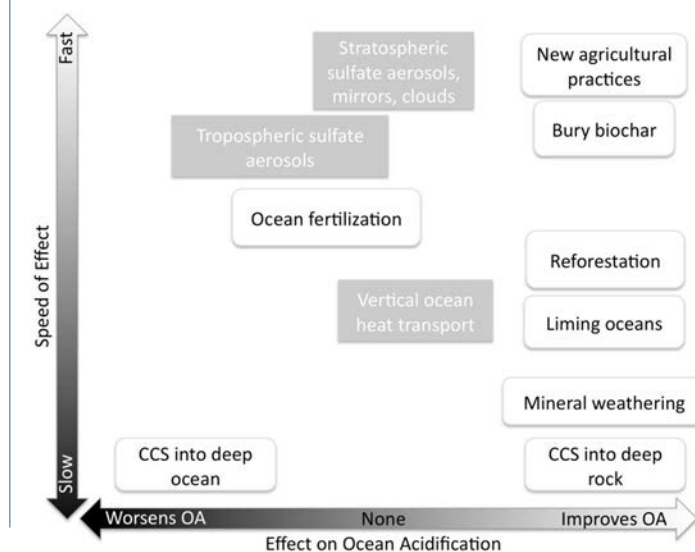 Fast
Stratospheric
sulfate aerosols,
mirrors, clouds
New agricultural
practices
Tropospheric sulfate
aerosols
Bury biochar
Ocean fertilization
Speed of Effect
Reforestation
Vertical ocean
heat transport
Liming oceans
Mineral weathering
CCS into deep
ocean
CCS into deep
rock
Slow
Worsens OA
None
Improves OA
Effect on Ocean Acidification